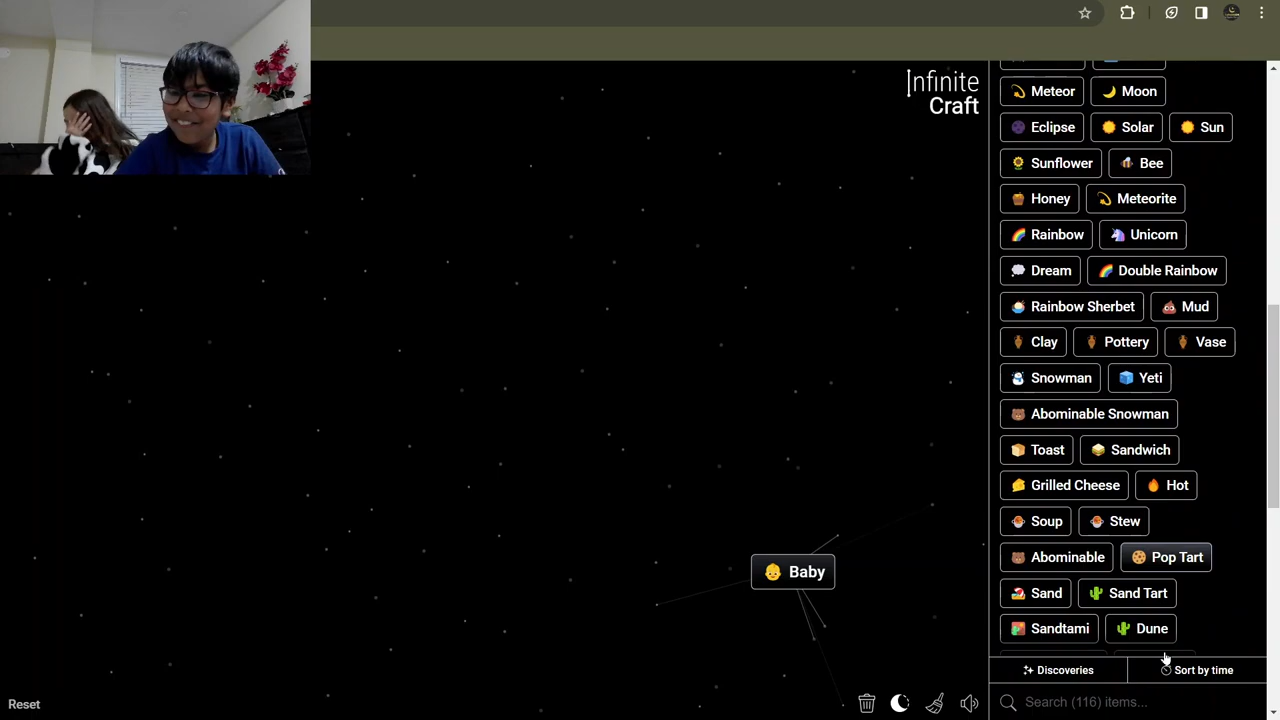 Infinite
Craft
💫 Meteor 🌙 Moon
🌑 Eclipse ☀️ Solar ☀️ Sun
🌻 Sunflower 🐝 Bee
🍯 Honey 💫 Meteorite
🌈 Rainbow 🦄 Unicorn
💭 Dream 🌈 Double Rainbow
🍧 Rainbow Sherbet 💩 Mud
🏺 Clay 🏺 Pottery 🏺 Vase
⛄ Snowman 🧊 Yeti
🐻 Abominable Snowman
🍞 Toast 🥪 Sandwich
🧀 Grilled Cheese 🔥 Hot
🍲 Soup 🍲 Stew
🐻 Abominable 🍪 Pop Tart
🏖️ Sand 🌵 Sand Tart
Sandtami 🌵 Dune
👶 Baby
✨ Discoveries Sort by time
Search (116) items...
Reset